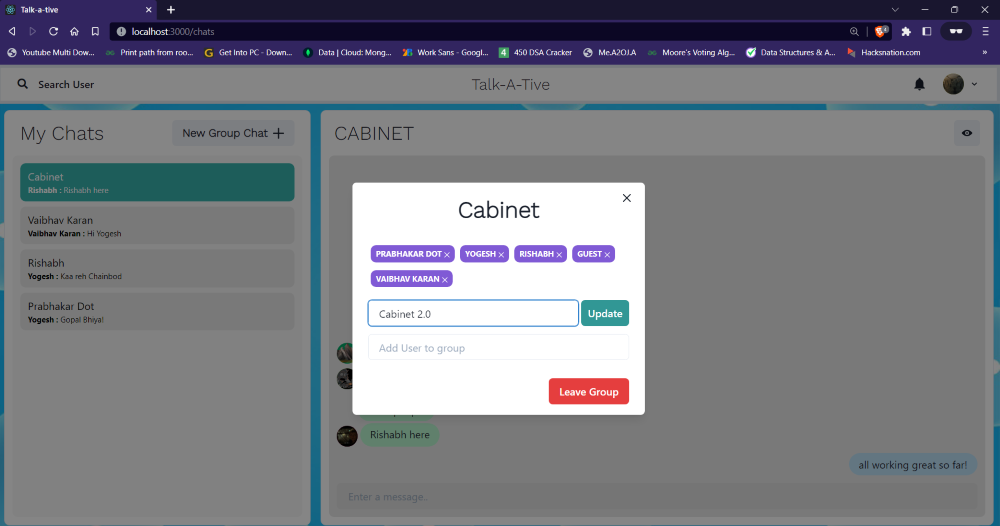 Talk-a-tive
localhost:3000/chats
Youtube Multi Dow... Print path from roo... Get Into PC - Down... Data | Cloud: Mong... Work Sans - Googl... 450 DSA Cracker Me.A2OJ.A Moore's Voting Alg... Data Structures & A... Hacksnation.com »
Search User
Talk-A-Tive
My Chats
New Group Chat
Cabinet
Rishabh : Rishabh here
Vaibhav Karan
Vaibhav Karan : Hi Yogesh
Rishabh
Yogesh : Kaa reh Chainbod
Prabhakar Dot
Yogesh : Gopal Bhiya!
CABINET
Cabinet
PRABHAKAR DOT YOGESH RISHABH GUEST
VAIBHAV KARAN
Cabinet 2.0
Update
Add User to group
Leave Group
Rishabh here
all working great so far!
Enter a message..